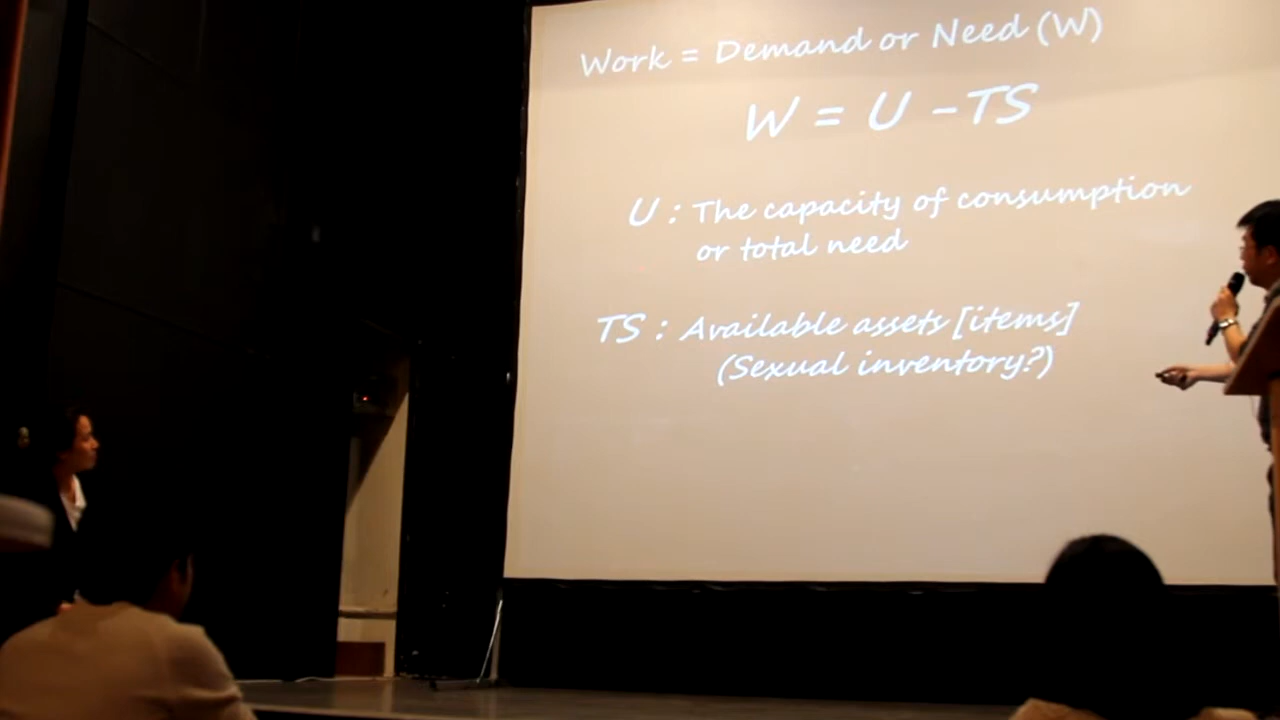 Work = Demand or Need (W)
W = U - TS
U : The capacity of consumption
or total need
TS : Available assets [items]
(Sexual inventory?)